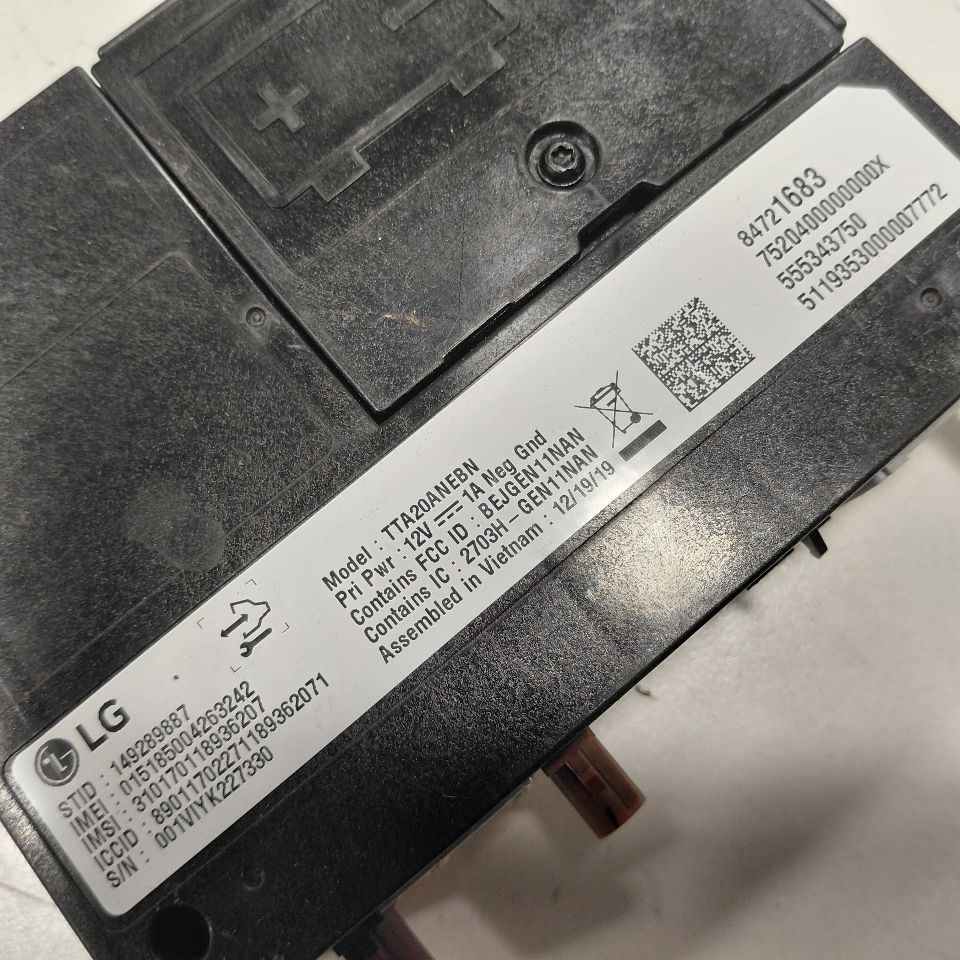 84721683
7520400000000X
555343750
5119353000007772
Model : TTA20ANEBN
Pri Pwr : 12V 1A Neg Gnd
Contains FCC ID : BEJGEN11NAN
Contains IC : 2703H-GEN11NAN
Assembled in Vietnam : 12/19/19
LG
STID : 149289887
IMEI : 015185004263242
IMSI : 310170118936207
ICCID : 89011702271189362071
S/N : 001VIYK227330